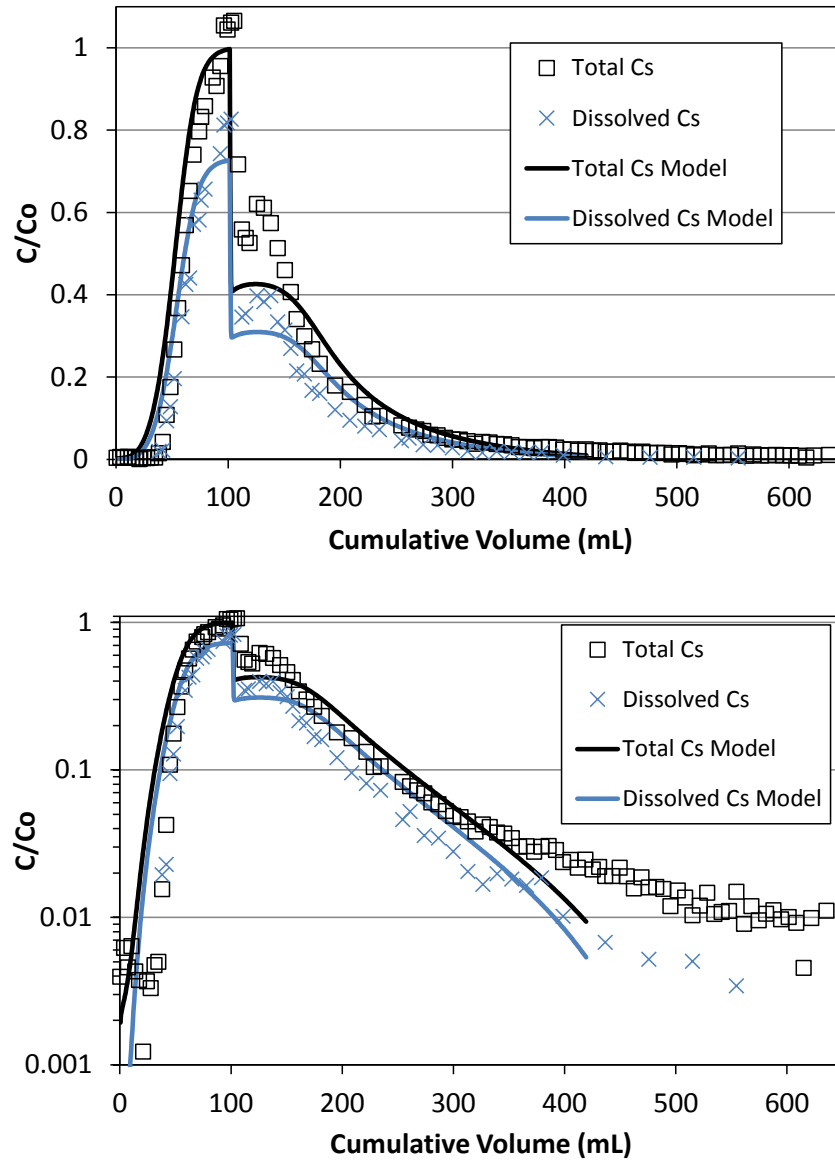 C/Co
1
0.8
0.6
0.4
0.2
0
0 100 200 300 400 500 600
Cumulative Volume (mL)
Total Cs
Dissolved Cs
Total Cs Model
Dissolved Cs Model
C/Co
1
0.1
0.01
0.001
0 100 200 300 400 500 600
Cumulative Volume (mL)
Total Cs
Dissolved Cs
Total Cs Model
Dissolved Cs Model